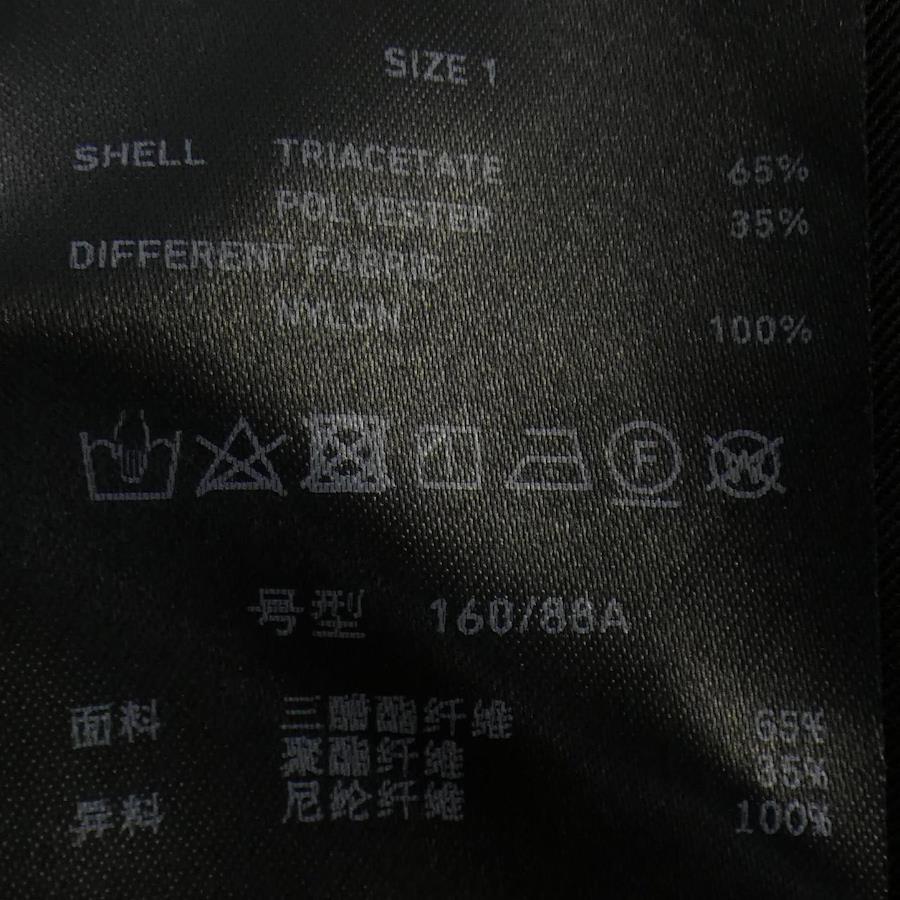 SIZE 1
SHELL TRIACETATE 65%
POLYESTER 35%
DIFFERENT FABRIC
NYLON 100%
F
W
号型 160/88A
面料 三醋酯纤维 65%
聚酯纤维 35%
异料 尼纶纤维 100%